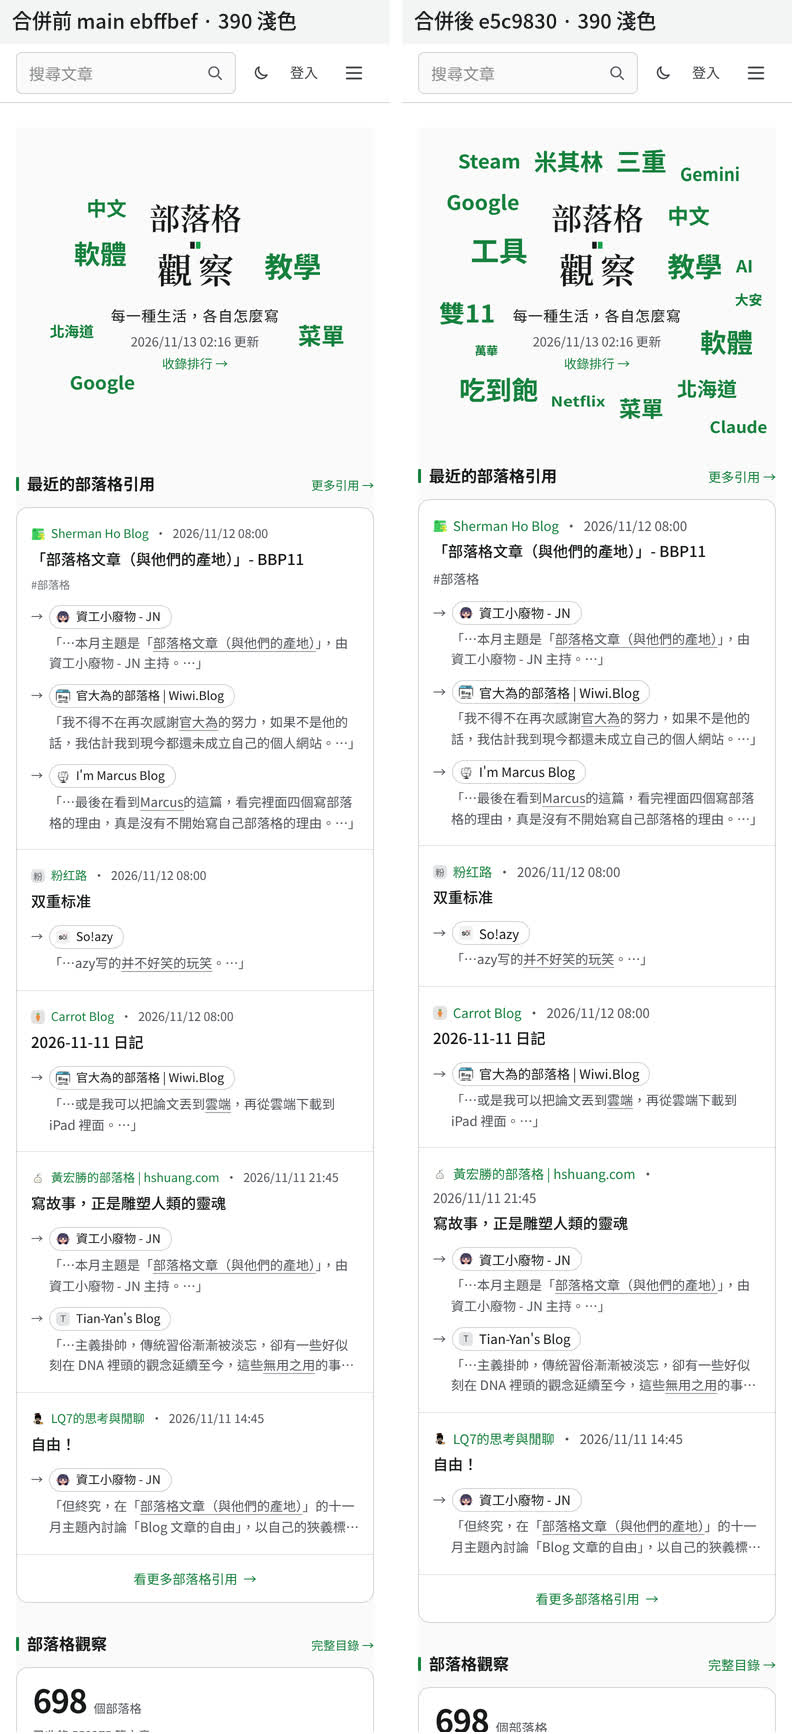 合併前 main ebffbef · 390 淺色
搜尋文章
登入
中文
部落格
軟體
觀察
教學
每一種生活，各自怎麼寫
北海道
2026/11/13 02:16 更新
菜單
收錄排行 →
Google
最近的部落格引用
更多引用 →
Sherman Ho Blog · 2026/11/12 08:00
「部落格文章（與他們的產地）」- BBP11
#部落格
→ 資工小廢物 - JN
「…本月主題是「部落格文章（與他們的產地）」，由
資工小廢物 - JN 主持。…」
→ 官大為的部落格 | Wiwi.Blog
「我不得不在再次感謝官大為的努力，如果不是他的
話，我估計我到現今都還未成立自己的個人網站。…」
→ I'm Marcus Blog
「…最後在看到Marcus的這篇，看完裡面四個寫部落
格的理由，真是沒有不開始寫自己部落格的理由。…」
粉 粉红路 · 2026/11/12 08:00
双重标准
→ So!azy
「…azy写的并不好笑的玩笑。…」
Carrot Blog · 2026/11/12 08:00
2026-11-11 日記
→ 官大為的部落格 | Wiwi.Blog
「…或是我可以把論文丟到雲端，再從雲端下載到
iPad 裡面。…」
黃宏勝的部落格 | hshuang.com · 2026/11/11 21:45
寫故事，正是雕塑人類的靈魂
→ 資工小廢物 - JN
「…本月主題是「部落格文章（與他們的產地）」，由
資工小廢物 - JN 主持。…」
→ T Tian-Yan's Blog
「…主義掛帥，傳統習俗漸漸被淡忘，卻有一些好似
刻在 DNA 裡頭的觀念延續至今，這些無用之用的事…
LQ7的思考與閒聊 · 2026/11/11 14:45
自由！
→ 資工小廢物 - JN
「但終究，在「部落格文章（與他們的產地）」的十一
月主題內討論「Blog 文章的自由」，以自己的狹義標…
看更多部落格引用 →
部落格觀察
完整目錄 →
698 個部落格
合併後 e5c9830 · 390 淺色
搜尋文章
登入
Steam 米其林 三重 Gemini
Google
部落格
中文
工具
觀察
教學
AI
大安
雙11
每一種生活，各自怎麼寫
萬華
2026/11/13 02:16 更新
軟體
收錄排行 →
吃到飽
Netflix
菜單
北海道
Claude
最近的部落格引用
更多引用 →
Sherman Ho Blog · 2026/11/12 08:00
「部落格文章（與他們的產地）」- BBP11
#部落格
→ 資工小廢物 - JN
「…本月主題是「部落格文章（與他們的產地）」，由
資工小廢物 - JN 主持。…」
→ 官大為的部落格 | Wiwi.Blog
「我不得不在再次感謝官大為的努力，如果不是他的
話，我估計我到現今都還未成立自己的個人網站。…」
→ I'm Marcus Blog
「…最後在看到Marcus的這篇，看完裡面四個寫部落
格的理由，真是沒有不開始寫自己部落格的理由。…」
粉 粉红路 · 2026/11/12 08:00
双重标准
→ So!azy
「…azy写的并不好笑的玩笑。…」
Carrot Blog · 2026/11/12 08:00
2026-11-11 日記
→ 官大為的部落格 | Wiwi.Blog
「…或是我可以把論文丟到雲端，再從雲端下載到
iPad 裡面。…」
黃宏勝的部落格 | hshuang.com ·
2026/11/11 21:45
寫故事，正是雕塑人類的靈魂
→ 資工小廢物 - JN
「…本月主題是「部落格文章（與他們的產地）」，由
資工小廢物 - JN 主持。…」
→ T Tian-Yan's Blog
「…主義掛帥，傳統習俗漸漸被淡忘，卻有一些好似
刻在 DNA 裡頭的觀念延續至今，這些無用之用的事…
LQ7的思考與閒聊 · 2026/11/11 14:45
自由！
→ 資工小廢物 - JN
「但終究，在「部落格文章（與他們的產地）」的十一
月主題內討論「Blog 文章的自由」，以自己的狹義標…
看更多部落格引用 →
部落格觀察
完整目錄 →
698 個部落格